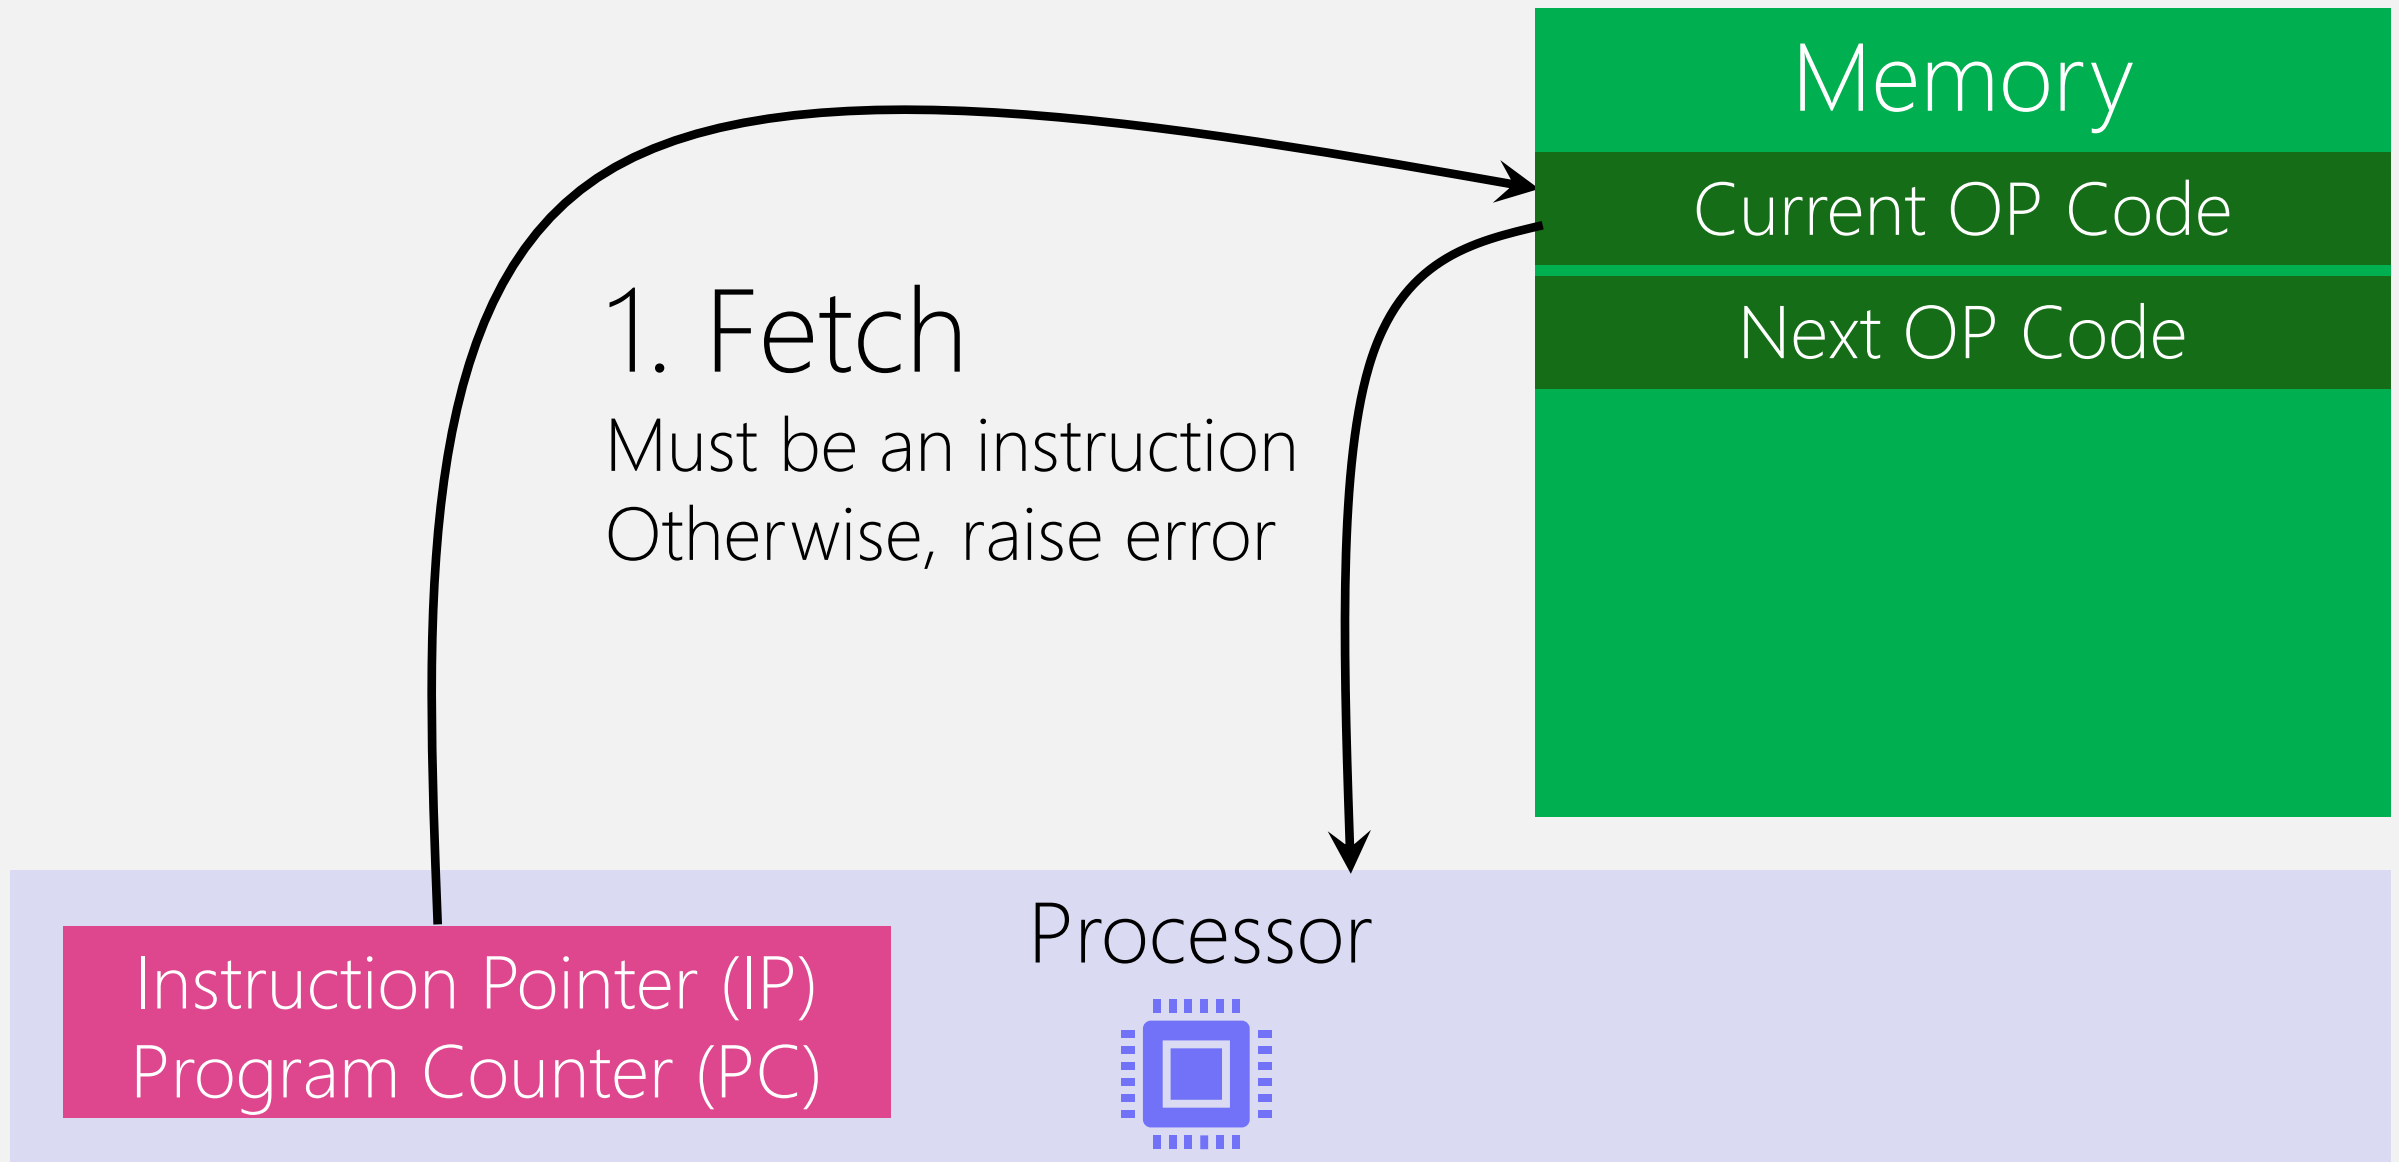 Memory
Current OP Code
Next OP Code
1. Fetch
Must be an instruction
Otherwise, raise error
Processor
Instruction Pointer (IP)
Program Counter (PC)